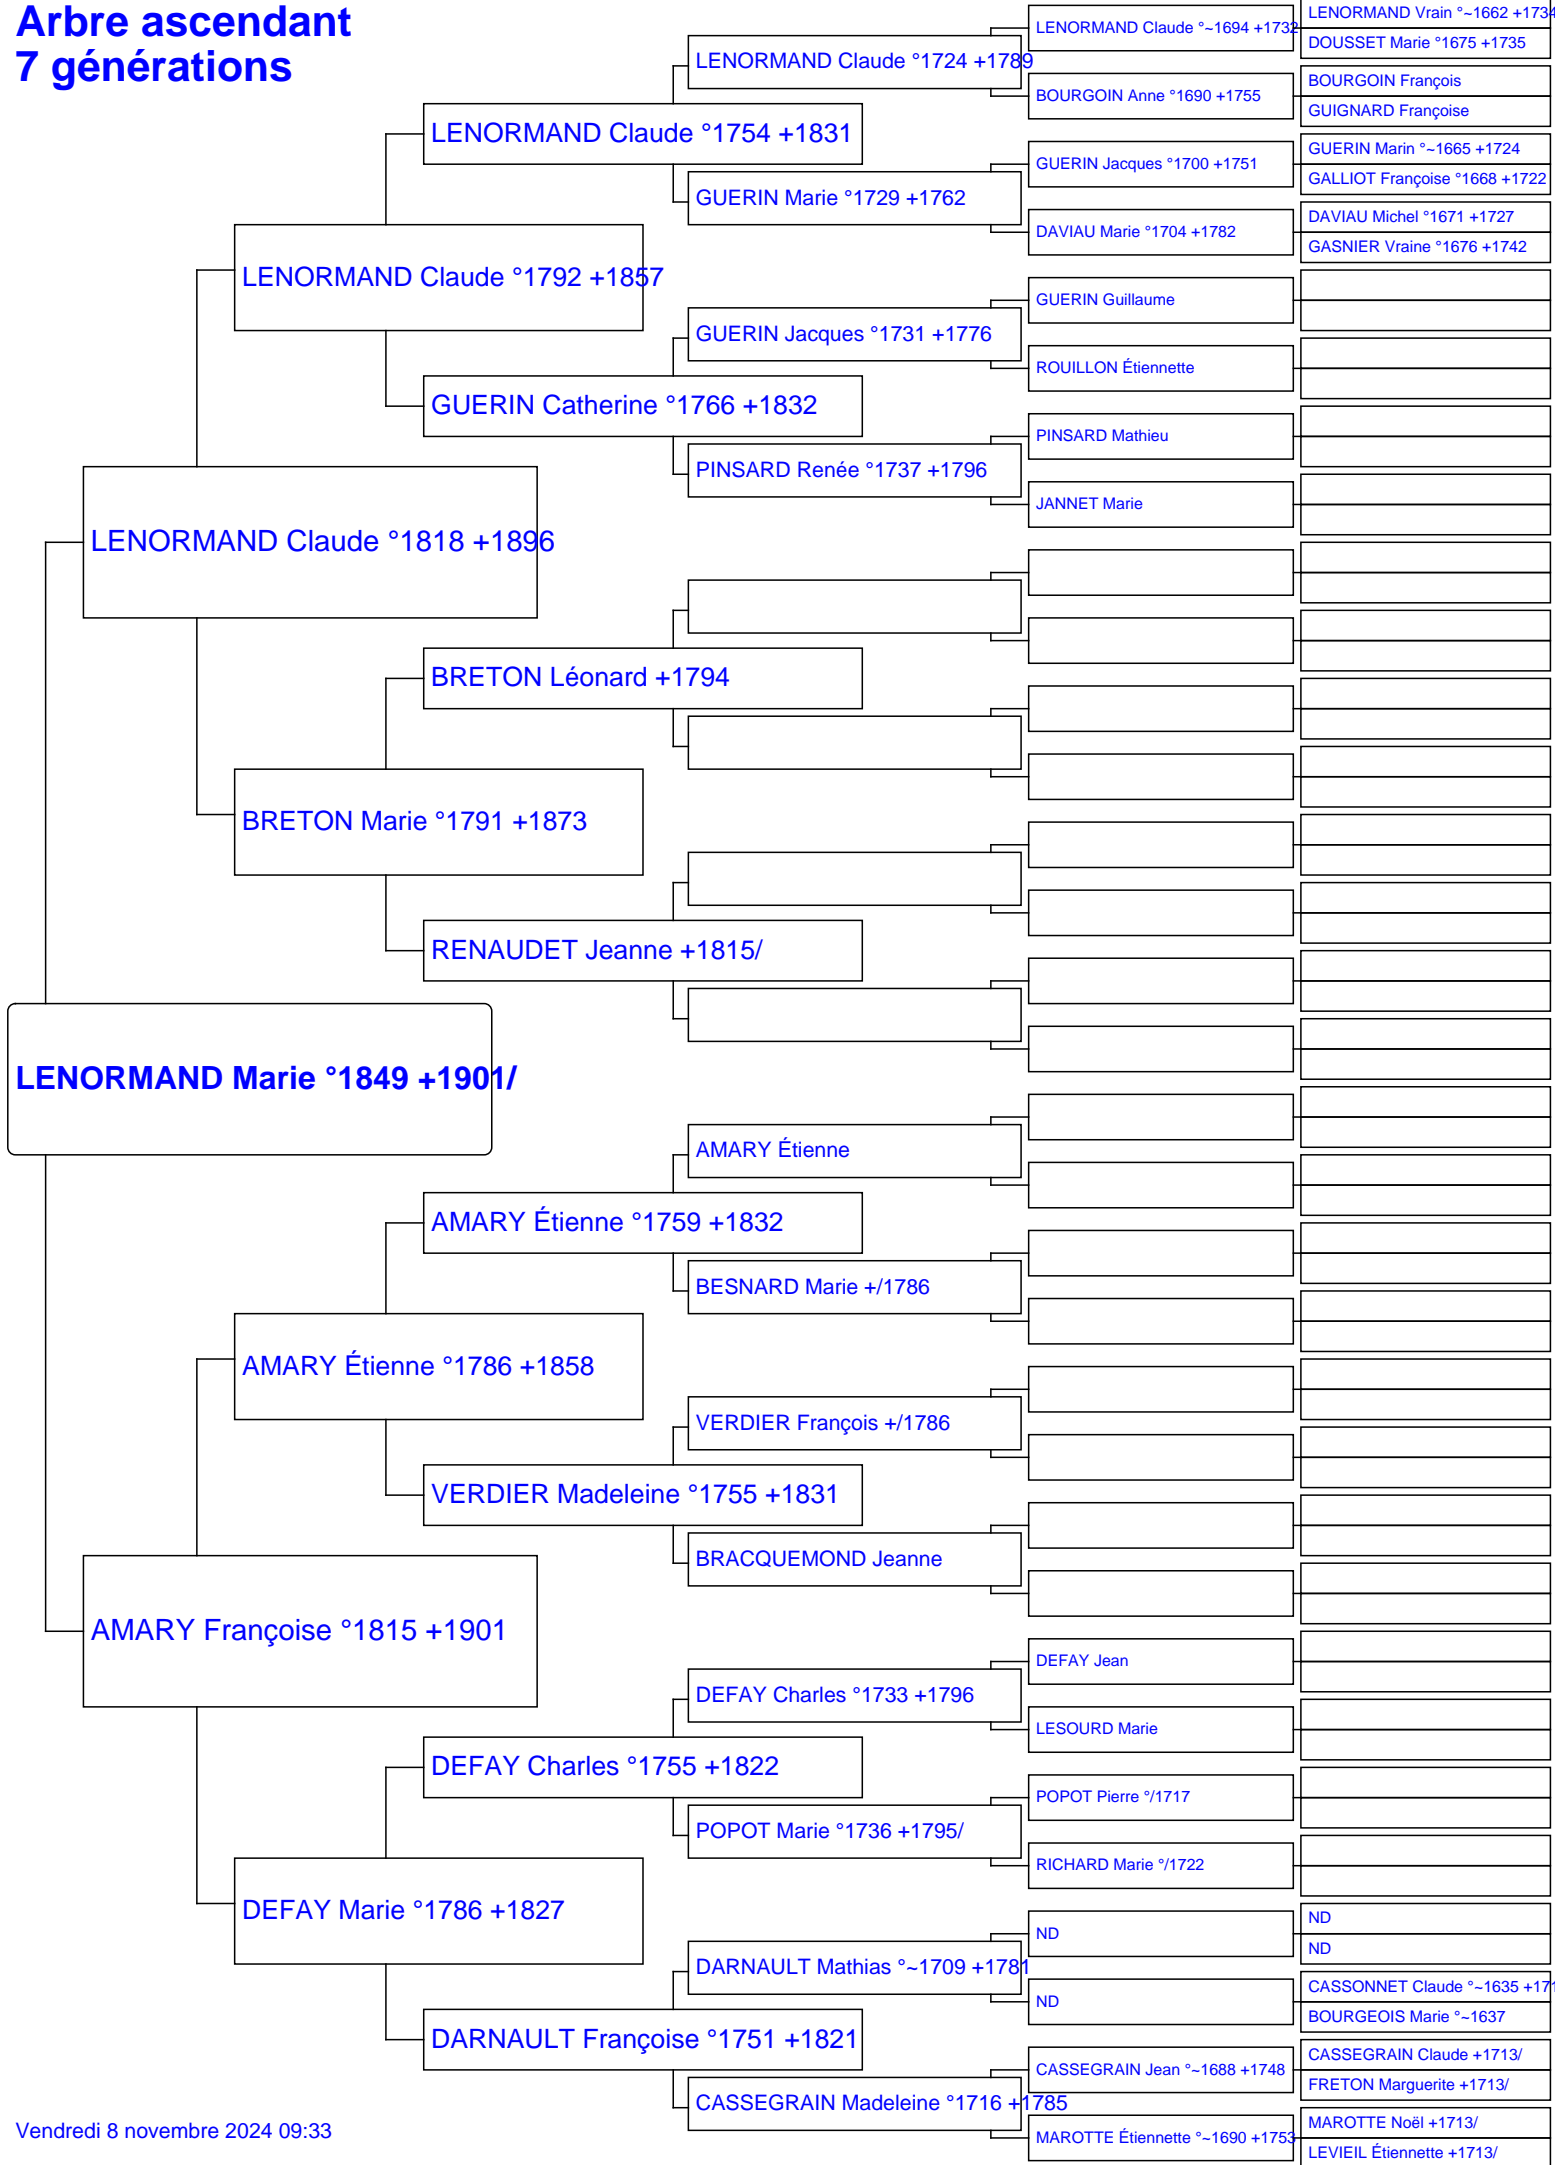 Arbre ascendant
7 générations
LENORMAND Marie °1849 +1901/
LENORMAND Claude °1818 +1896
AMARY Françoise °1815 +1901
LENORMAND Claude °1792 +1857
BRETON Marie °1791 +1873
AMARY Étienne °1786 +1858
DEFAY Marie °1786 +1827
LENORMAND Claude °1754 +1831
GUERIN Catherine °1766 +1832
BRETON Léonard +1794
RENAUDET Jeanne +1815/
AMARY Étienne °1759 +1832
VERDIER Madeleine °1755 +1831
DEFAY Charles °1755 +1822
DARNAULT Françoise °1751 +1821
LENORMAND Claude °1724 +1789
GUERIN Marie °1729 +1762
GUERIN Jacques °1731 +1776
PINSARD Renée °1737 +1796
AMARY Étienne
BESNARD Marie +/1786
VERDIER François +/1786
BRACQUEMOND Jeanne
DEFAY Charles °1733 +1796
POPOT Marie °1736 +1795/
DARNAULT Mathias °~1709 +1781
CASSEGRAIN Madeleine °1716 +1785
LENORMAND Claude °~1694 +1732
BOURGOIN Anne °1690 +1755
GUERIN Jacques °1700 +1751
DAVIAU Marie °1704 +1782
GUERIN Guillaume
ROUILLON Étiennette
PINSARD Mathieu
JANNET Marie
DEFAY Jean
LESOURD Marie
POPOT Pierre °/1717
RICHARD Marie °/1722
ND
ND
CASSEGRAIN Jean °~1688 +1748
MAROTTE Étiennette °~1690 +1753
LENORMAND Vrain °~1662 +1734
DOUSSET Marie °1675 +1735
BOURGOIN François
GUIGNARD Françoise
GUERIN Marin °~1665 +1724
GALLIOT Françoise °1668 +1722
DAVIAU Michel °1671 +1727
GASNIER Vraine °1676 +1742
ND
ND
CASSONNET Claude °~1635
BOURGEOIS Marie °~1637
CASSEGRAIN Claude +1713/
FRETON Marguerite +1713/
MAROTTE Noël +1713/
LEVIEIL Étiennette +1713/
Vendredi 8 novembre 2024 09:33